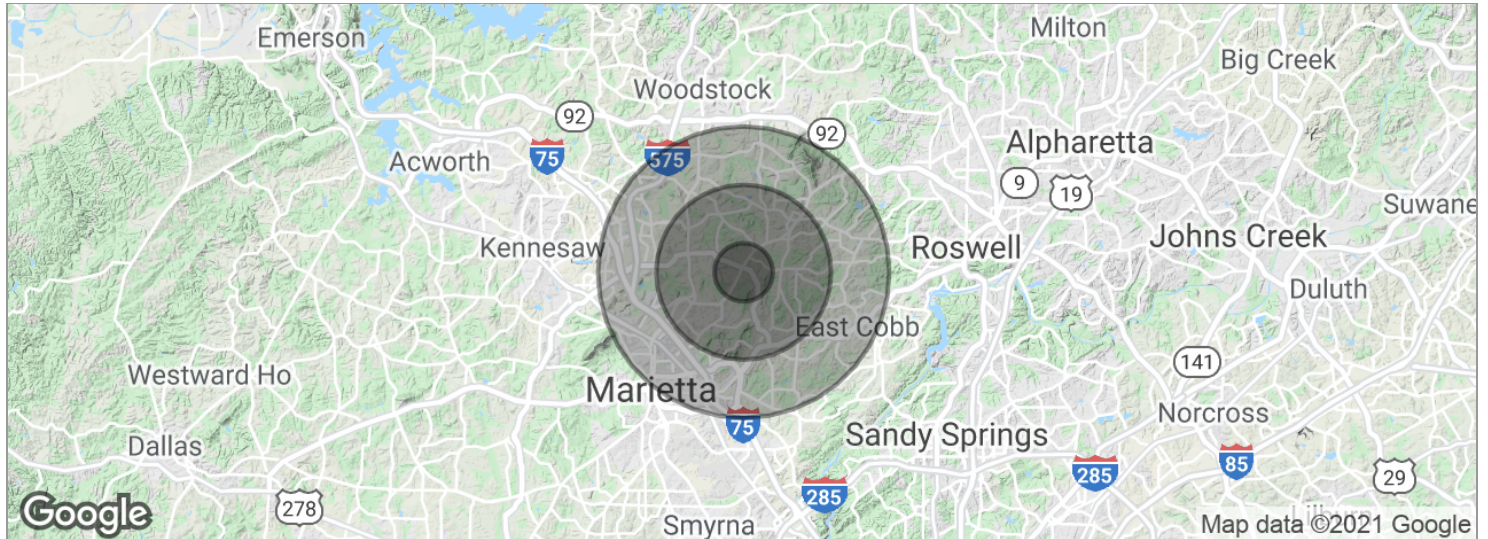 Emerson
Milton
Big Creek
Woodstock
92
92
75
575
Acworth
Alpharetta
9
19
Suwane
Kennesaw
Roswell
Johns Creek
Duluth
East Cobb
141
Westward Ho
Marietta
Norcross
75
Sandy Springs
Dallas
285
85
29
285
278
Google
Smyrna
Lilburn
Map data ©2021 Google